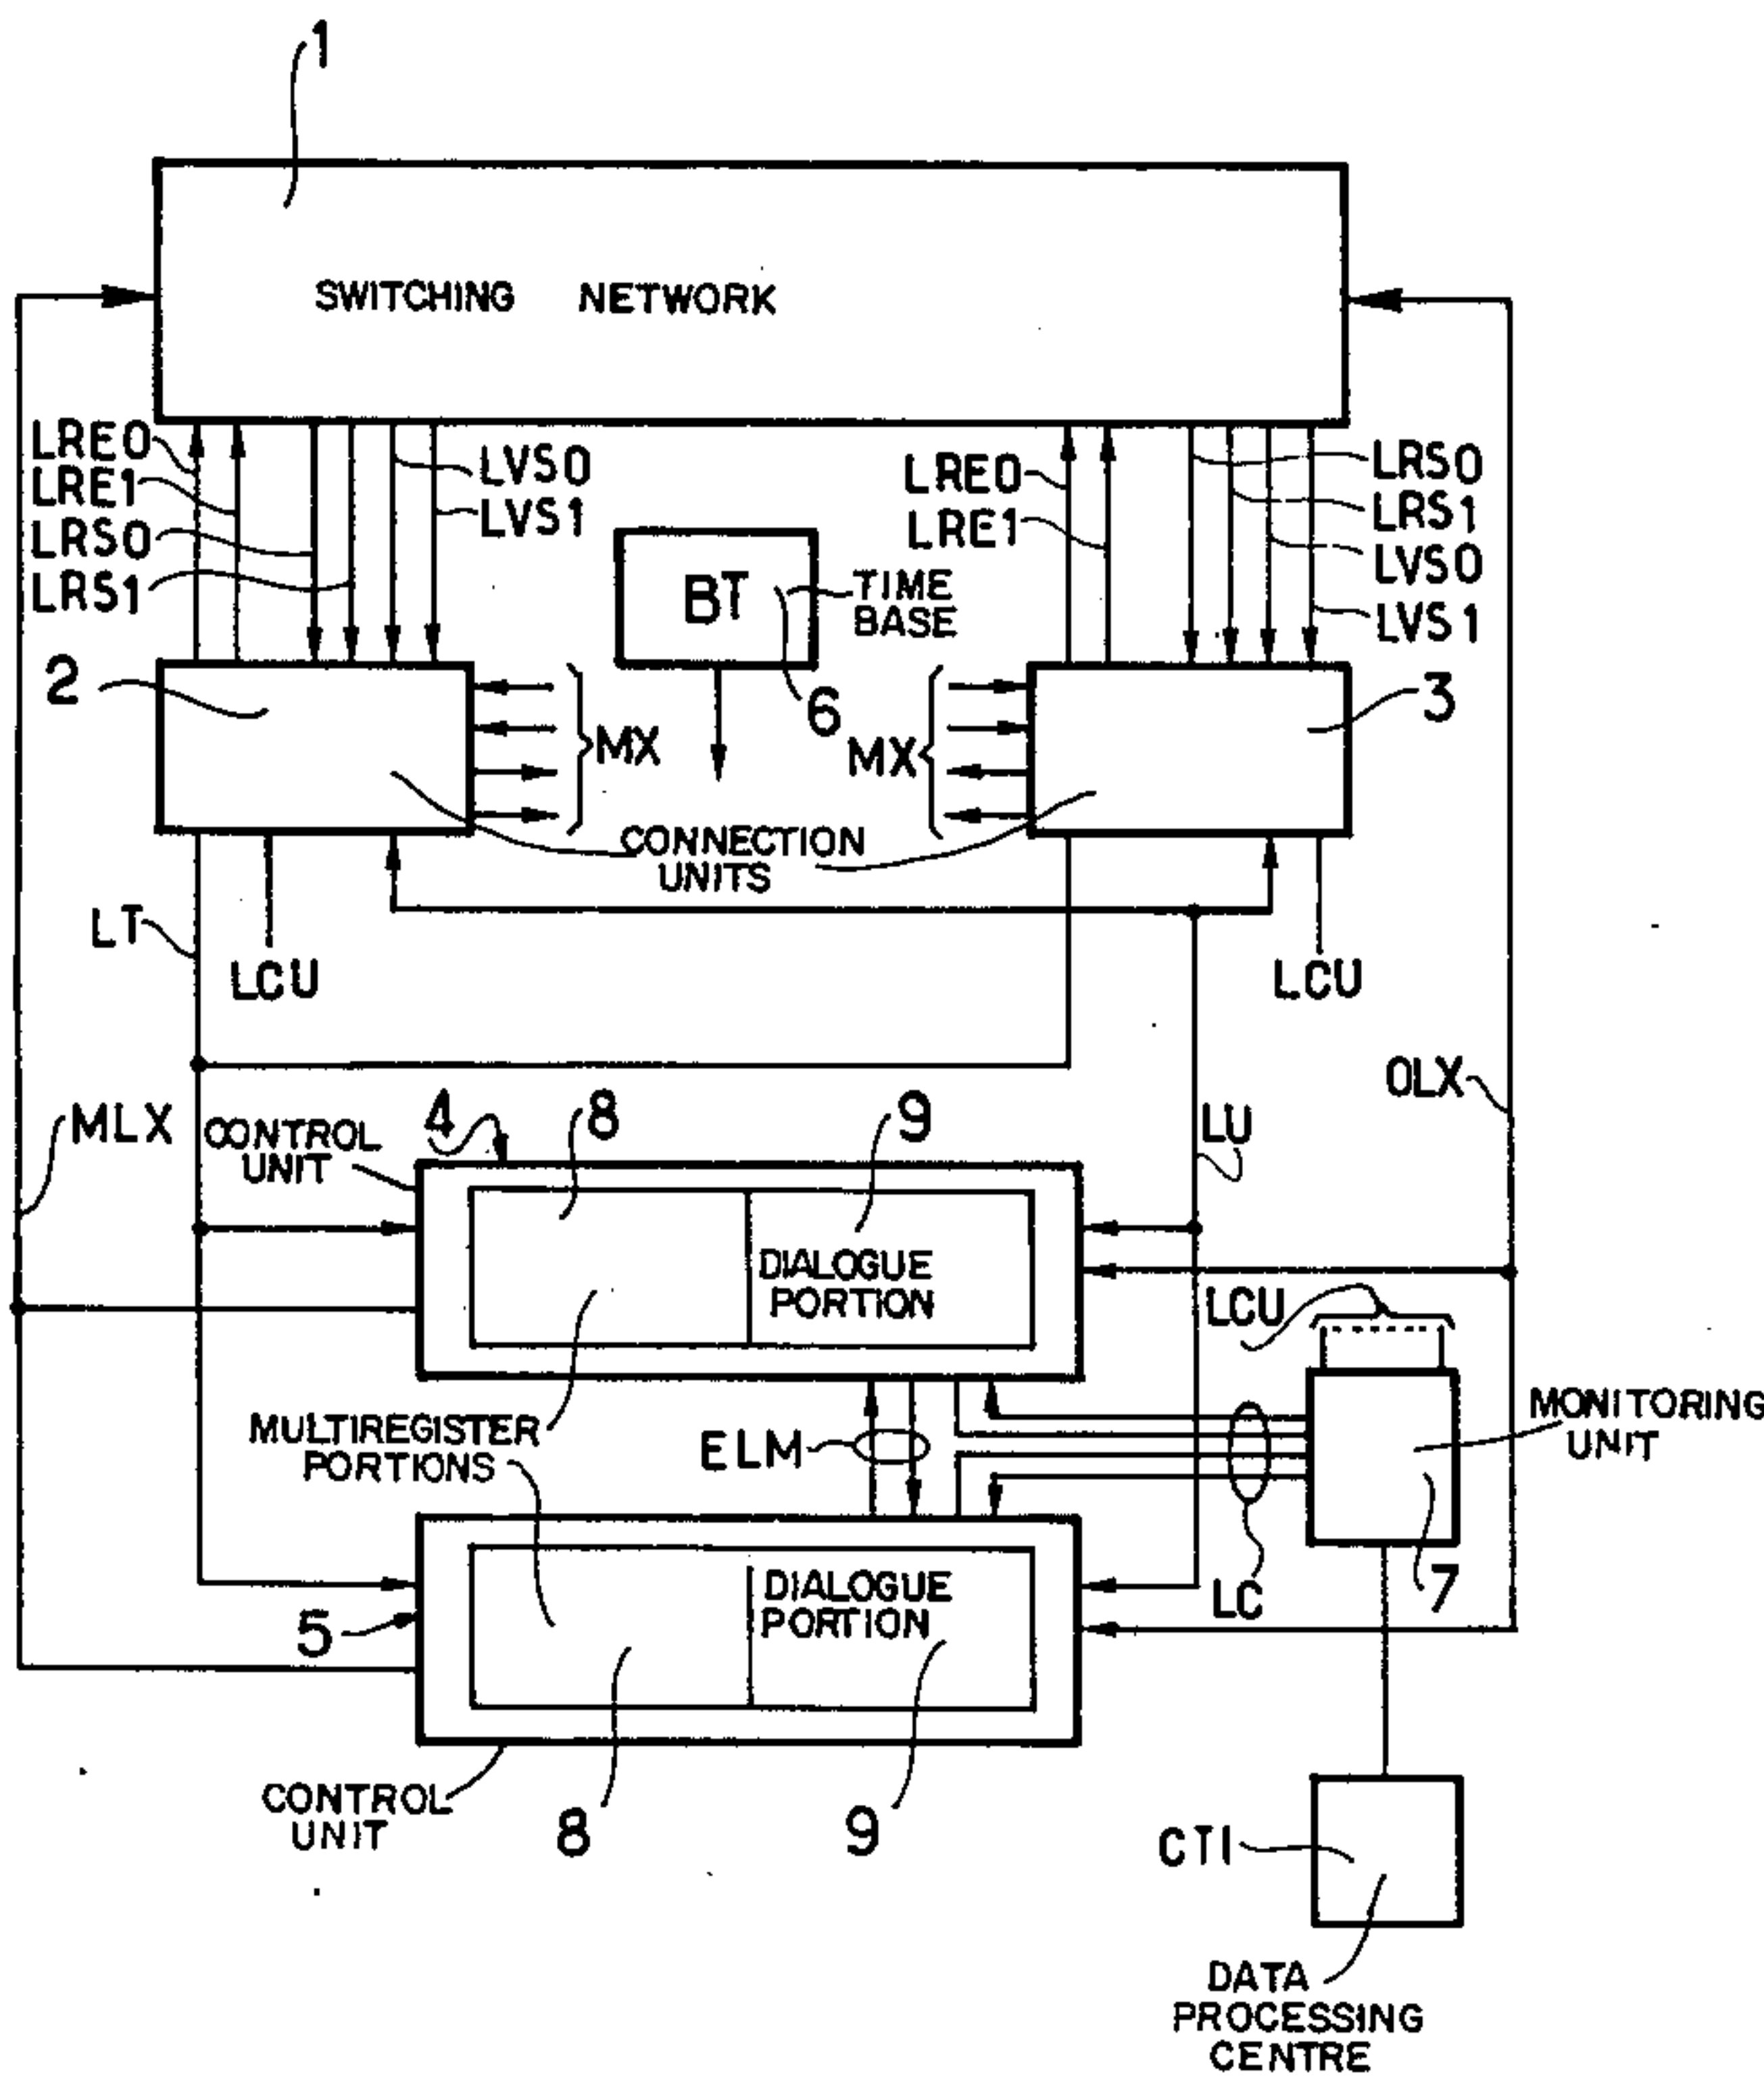 1
SWITCHING NETWORK
LRE0
LRE1
LRS0
LRS1
LVS0
LVS1
LRE0
LRE1
LRS0
LRS1
LVS0
LVS1
BT
TIME
BASE
6
2
MX
MX
3
CONNECTION
UNITS
LT
LCU
LCU
MLX
OLX
CONTROL
UNIT
4
8
9
LU
DIALOGUE
PORTION
LCU
MULTIREGISTER
PORTIONS
ELM
MONITORING
UNIT
LC
7
5
DIALOGUE
PORTION
CONTROL
UNIT
8
9
CTI
DATA
PROCESSING
CENTRE